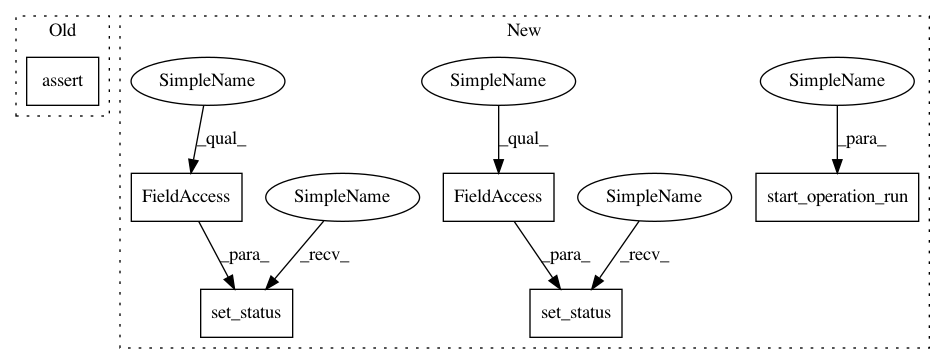 Old
New
assert
SimpleName
SimpleName
SimpleName
_qual_
_qual_
_para_
FieldAccess
SimpleName
FieldAccess
SimpleName
start_operation_run
_para_
_recv_
_para_
_recv_
set_status
set_status